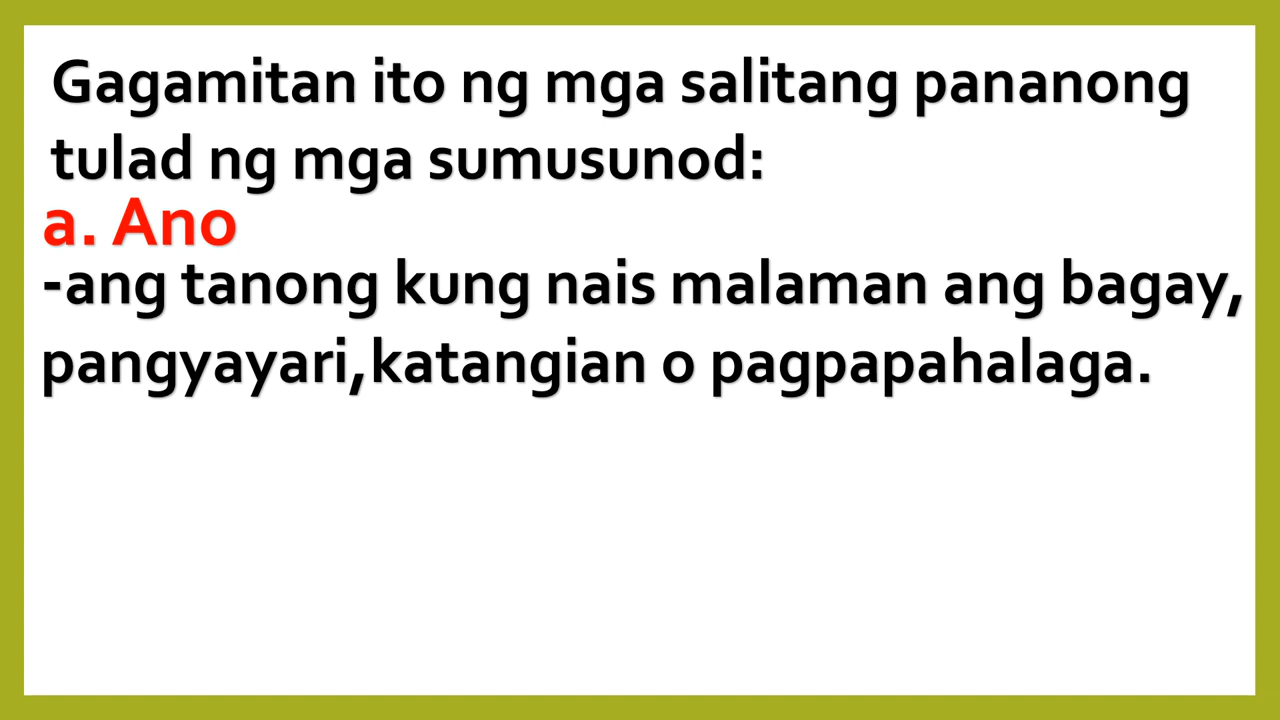 Gagamitan ito ng mga salitang pananong
tulad ng mga sumusunod:
a. Ano
-ang tanong kung nais malaman ang bagay,
pangyayari,katangian o pagpapahalaga.